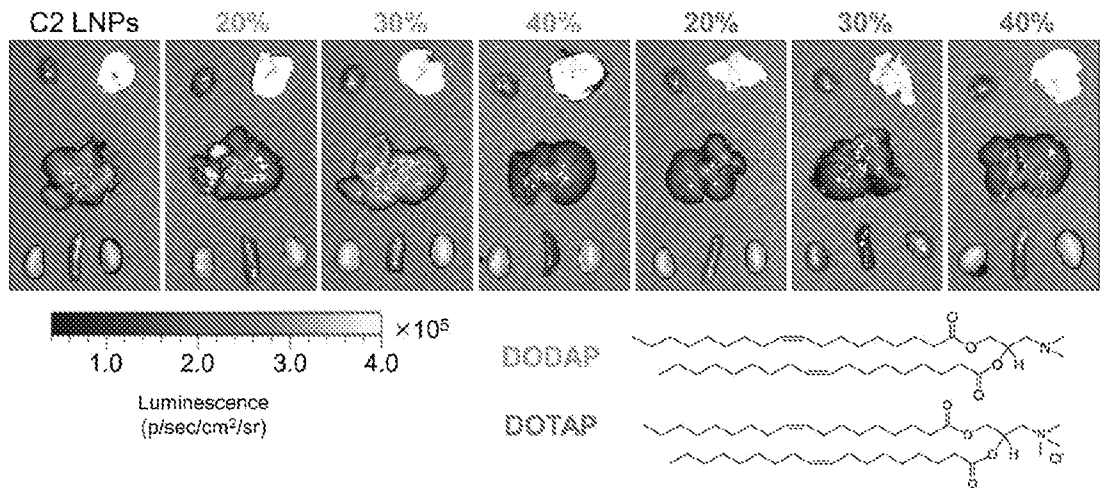 C2 LNPs 20% 30% 40% 20% 30% 40%
×10⁵
1.0 2.0 3.0 4.0
Luminescence
(p/sec/cm²/sr)
DODAP
O
O
O
H
N
O
DOTAP
O
O
O
H
N
O